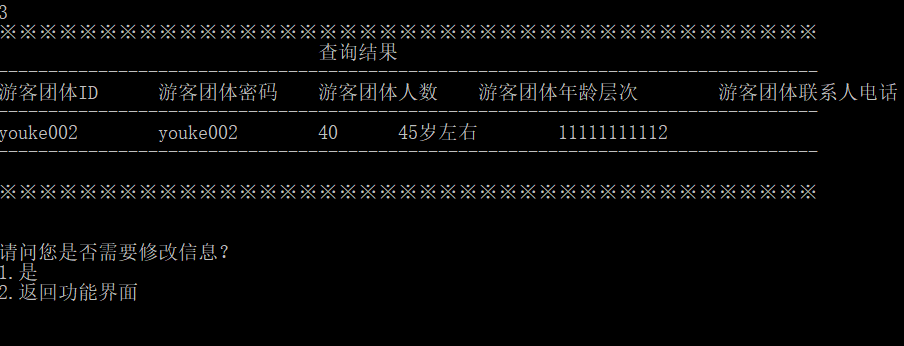 3
※※※※※※※※※※※※※※※※※※※※※※※※※※※※※※※※※※※※※※※※※
查询结果
----------------------------------------------------------------------------------
游客团体ID 游客团体密码 游客团体人数 游客团体年龄层次 游客团体联系人电话
----------------------------------------------------------------------------------
youke002 youke002 40 45岁左右 11111111112
----------------------------------------------------------------------------------
※※※※※※※※※※※※※※※※※※※※※※※※※※※※※※※※※※※※※※※※※
请问您是否需要修改信息?
1.是
2.返回功能界面